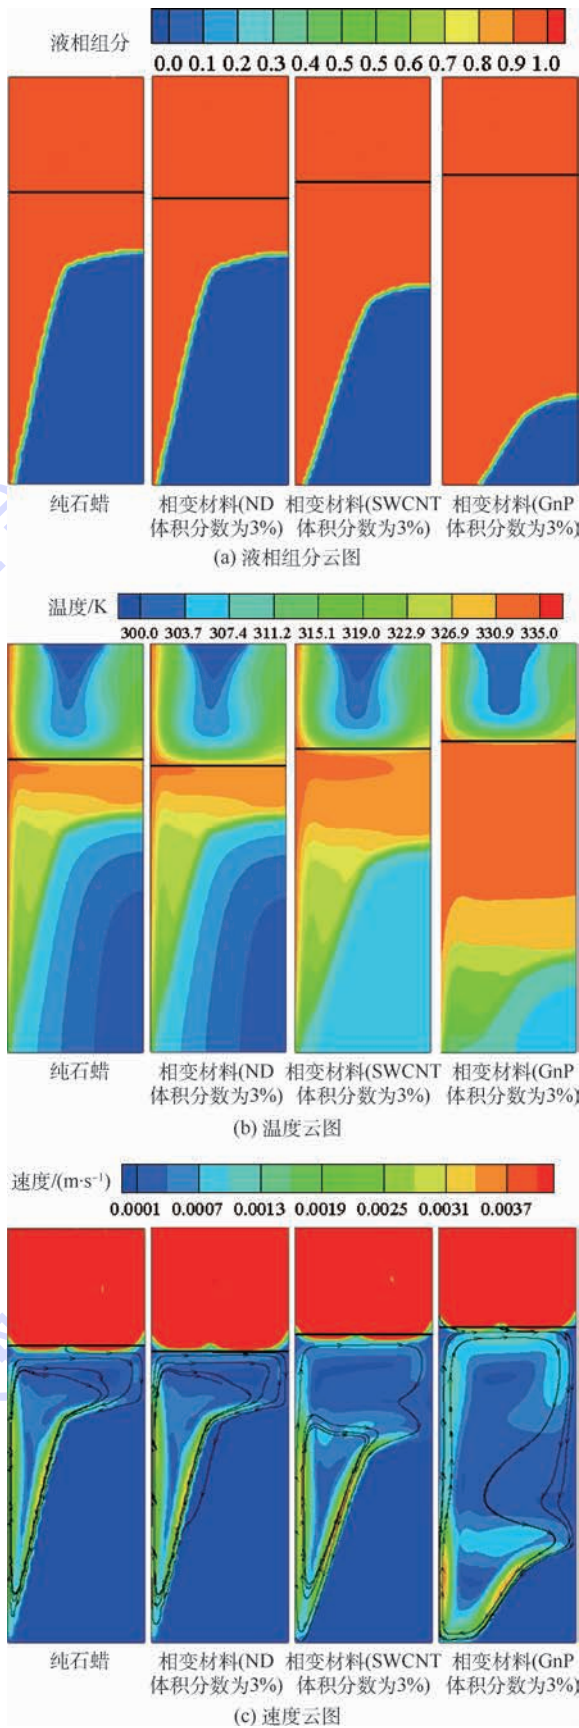 液相组分
0.0 0.1 0.2 0.3 0.4 0.5 0.5 0.6 0.7 0.8 0.9 1.0
纯石蜡 相变材料(ND 相变材料(SWCNT 相变材料(GnP
体积分数为3%) 体积分数为3%) 体积分数为3%)
(a) 液相组分云图
温度/K
300.0 303.7 307.4 311.2 315.1 319.0 322.9 326.9 330.9 335.0
纯石蜡 相变材料(ND 相变材料(SWCNT 相变材料(GnP
体积分数为3%) 体积分数为3%) 体积分数为3%)
(b) 温度云图
速度/(m·s⁻¹)
0.0001 0.0007 0.0013 0.0019 0.0025 0.0031 0.0037
纯石蜡 相变材料(ND 相变材料(SWCNT 相变材料(GnP
体积分数为3%) 体积分数为3%) 体积分数为3%)
(c) 速度云图